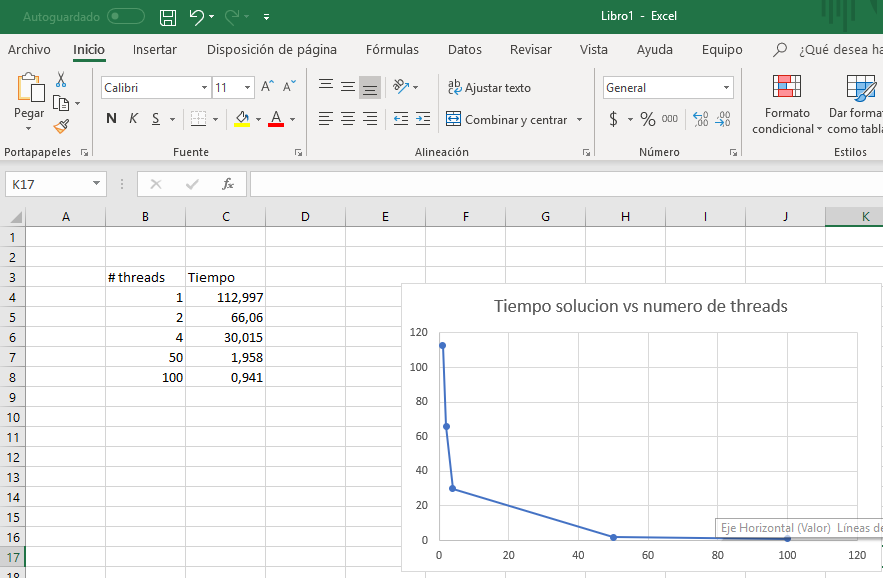 Autoguardado
Libro1 - Excel
Archivo Inicio Insertar Disposición de página Fórmulas Datos Revisar Vista Ayuda Equipo ¿Qué desea ha
Pegar
Calibri 11 A A
Ajustar texto
General
N K S A
Combinar y centrar
$ % 000
Formato condicional
Dar format como tabla
Portapapeles Fuente Alineación Número Estilos
K17 fx
A B C D E F G H I J K
1
2
3 # threads Tiempo
4 1 112,997
5 2 66,06
6 4 30,015
7 50 1,958
8 100 0,941
9
10
11
12
13
14
15
16
17
18
Tiempo solucion vs numero de threads
120
100
80
60
40
20
0
0 20 40 60 80 100 120
Eje Horizontal (Valor) Líneas de